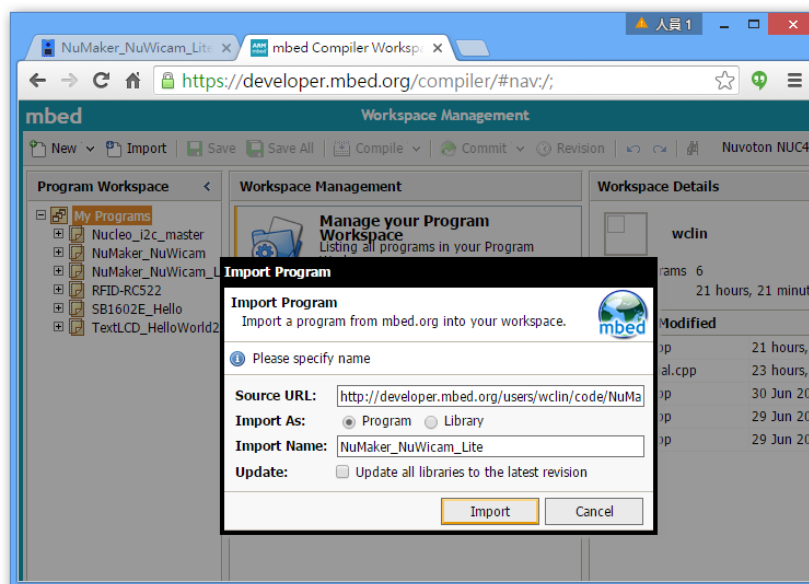 人員 1
NuMaker_NuWicam_Lite
mbed Compiler Worksp
https://developer.mbed.org/compiler/#nav:/;
mbed
Workspace Management
New Import Save Save All Compile Commit Revision Nuvoton NUC4
Program Workspace
Workspace Management
Workspace Details
My Programs
Nucleo_i2c_master
NuMaker_NuWicam
NuMaker_NuWicam_L
RFID-RC522
SB1602E_Hello
TextLCD_HelloWorld2
Manage your Program
Workspace
Listing all programs in your Program
wclin
rams 6
21 hours, 21 minut
Modified
pp 21 hours,
al.cpp 23 hours,
pp 30 Jun 20
pp 29 Jun 20
pp 29 Jun 20
Import Program
Import Program
Import a program from mbed.org into your workspace.
mbed
Please specify name
Source URL: http://developer.mbed.org/users/wclin/code/NuMa
Import As: Program Library
Import Name: NuMaker_NuWicam_Lite
Update: Update all libraries to the latest revision
Import Cancel